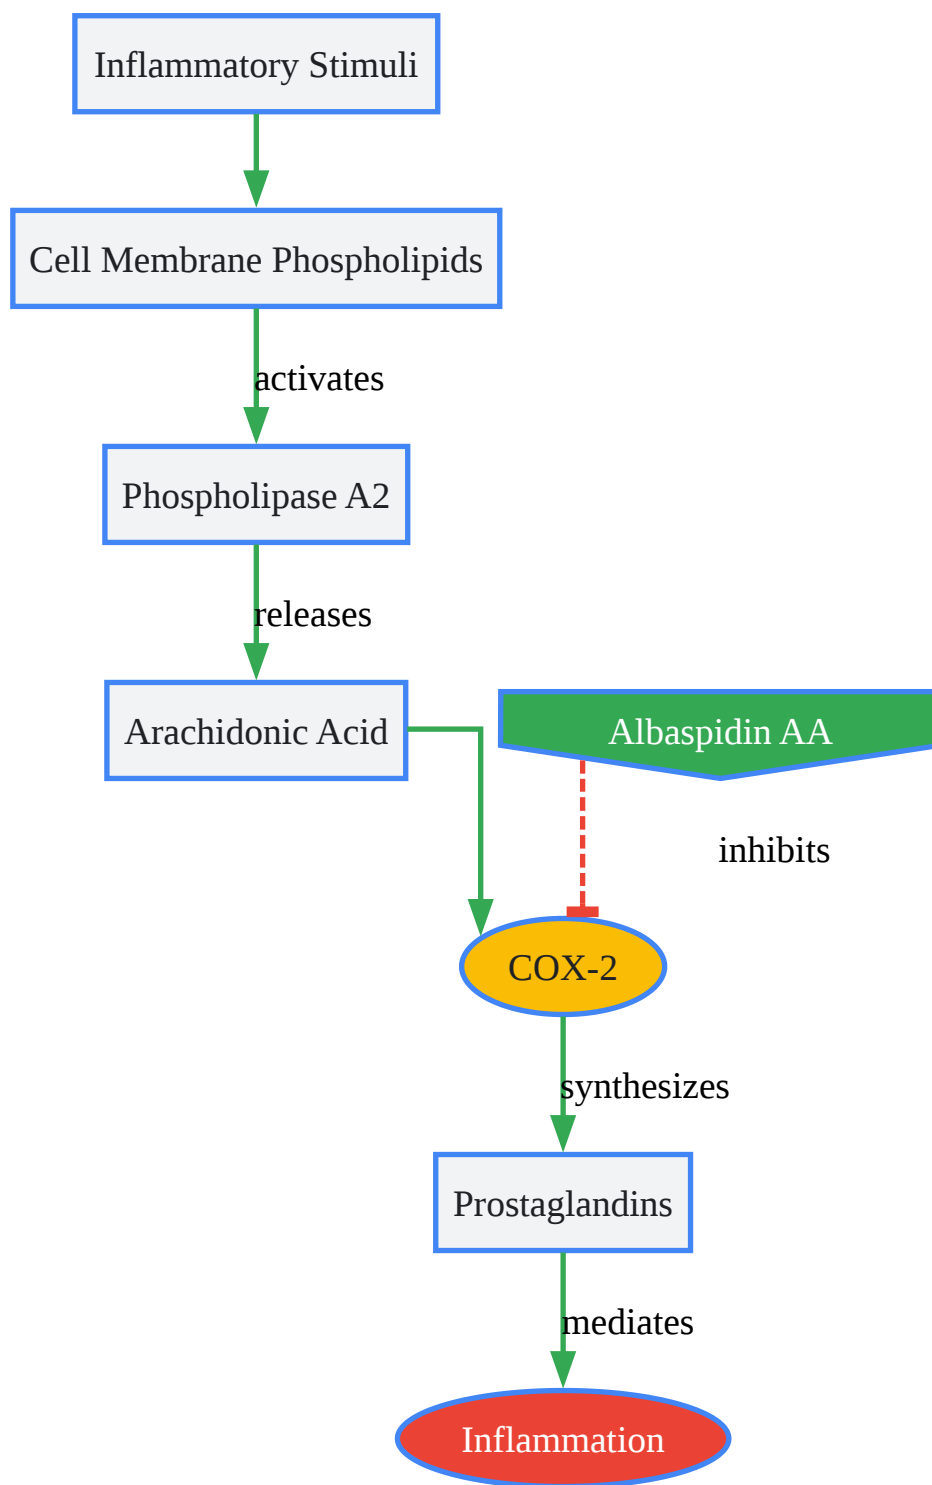 Inflammatory Stimuli
Cell Membrane Phospholipids
activates
Phospholipase A2
releases
Arachidonic Acid
Albaspidin AA
inhibits
COX-2
synthesizes
Prostaglandins
mediates
Inflammation